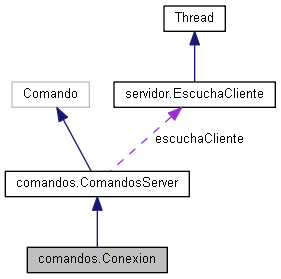 Thread
Comando
servidor.EscuchaCliente
escuchaCliente
comandos.ComandosServer
comandos.Conexion